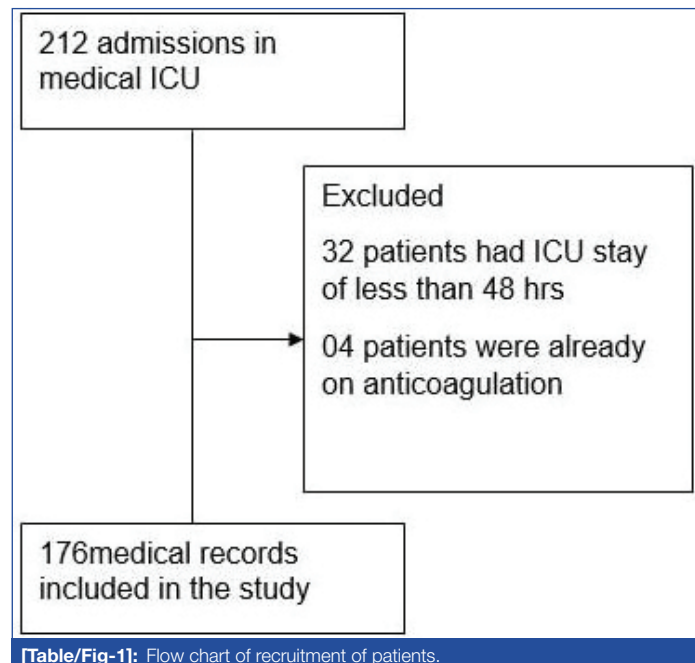 212 admissions in
medical ICU
Excluded
32 patients had ICU stay
of less than 48 hrs
04 patients were already
on anticoagulation
176medical records
included in the study
[Table/Fig-1]: Flow chart of recruitment of patients.